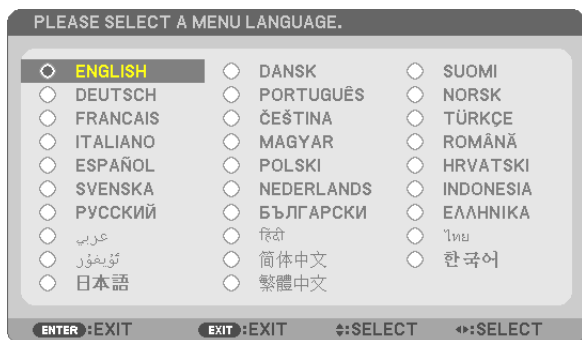 PLEASE SELECT A MENU LANGUAGE.
ENGLISH DANSK SUOMI
DEUTSCH PORTUGUÊS NORSK
FRANCAIS ČEŠTINA TÜRKÇE
ITALIANO MAGYAR ROMÂNĂ
ESPAÑOL POLSKI HRVATSKI
SVENSKA NEDERLANDS INDONESIA
РУССКИЙ БЪЛГАРСКИ ΕΛΛΗΝΙΚΑ
عربي हिंदी ไทย
ئۇيغۇر 简体中文 한국어
日本語 繁體中文
ENTER :EXIT EXIT :EXIT :SELECT :SELECT